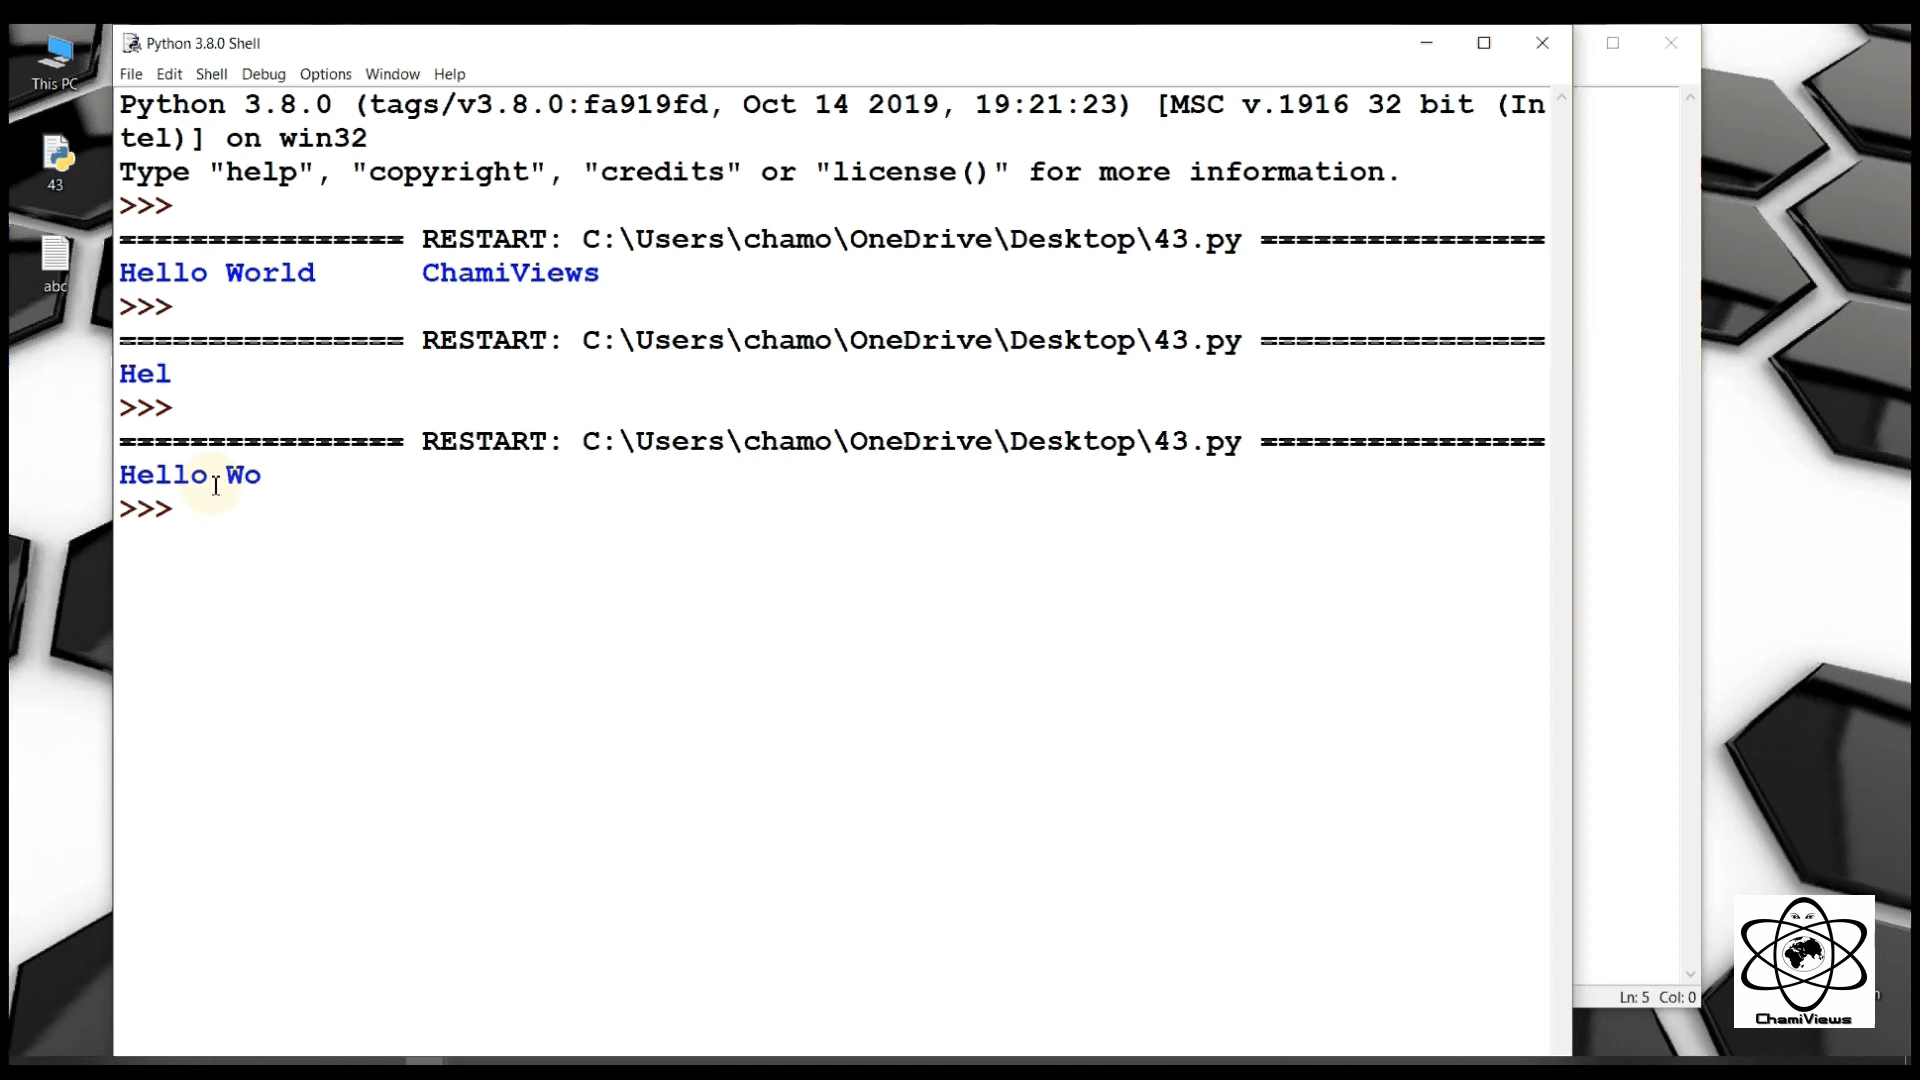 Python 3.8.0 Shell
File Edit Shell Debug Options Window Help
Python 3.8.0 (tags/v3.8.0:fa919fd, Oct 14 2019, 19:21:23) [MSC v.1916 32 bit (In
tel)] on win32
Type "help", "copyright", "credits" or "license()" for more information.
>>>
================ RESTART: C:\Users\chamo\OneDrive\Desktop\43.py ================
Hello World      ChamiViews
>>>
================ RESTART: C:\Users\chamo\OneDrive\Desktop\43.py ================
Hel
>>>
================ RESTART: C:\Users\chamo\OneDrive\Desktop\43.py ================
Hello Wo
>>>
This PC
43
abc
Ln: 5 Col: 0
ChamiViews